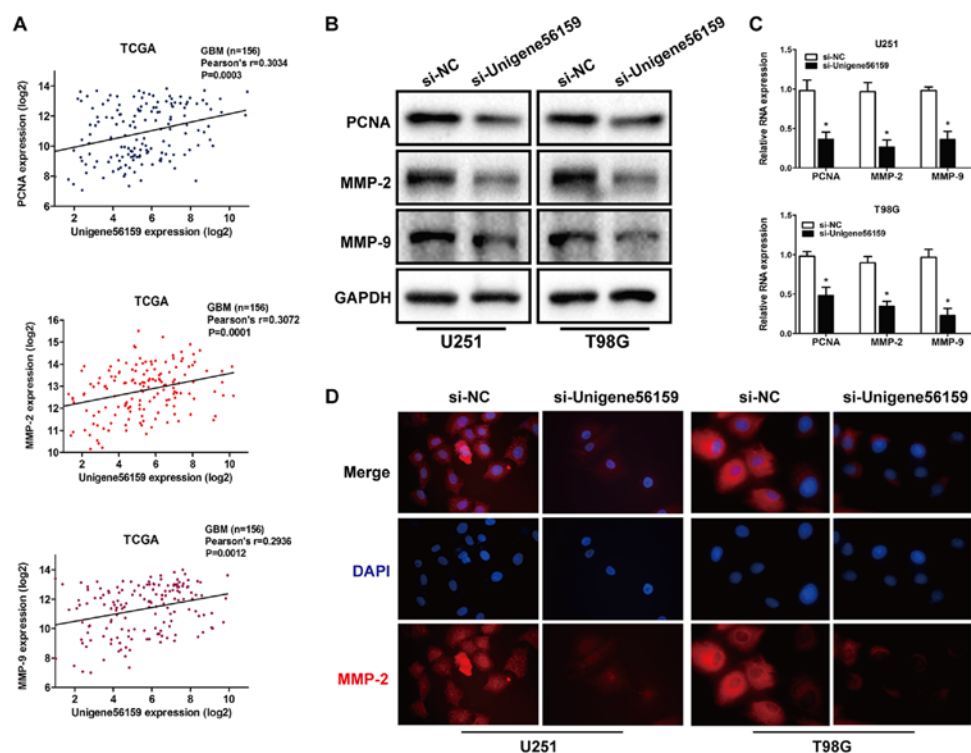 A
TCGA
GBM (n=156)
Pearson's r=0.3034
P=0.0003
PCNA expression (log2)
14
13
12
11
10
9
8
6
2 4 6 8 10
Unigene56159 expression (log2)
TCGA
GBM (n=156)
Pearson's r=0.3072
P=0.0001
MMP-2 expression (log2)
16
15
14
13
12
11
10
2 4 6 8 10
Unigene56159 expression (log2)
TCGA
GBM (n=156)
Pearson's r=0.2936
P=0.0012
MMP-9 expression (log2)
16
14
12
11
10
8
6
2 4 6 8 10
Unigene56159 expression (log2)
B
si-NC si-Unigene56159 si-NC si-Unigene56159
PCNA
MMP-2
MMP-9
GAPDH
U251 T98G
C
U251
si-NC
si-Unigene56159
Relative RNA expression
1.5
1.0
0.5
0.0
* * *
PCNA MMP-2 MMP-9
T98G
si-NC
si-Unigene56159
Relative RNA expression
1.5
1.0
0.5
0.0
* * *
PCNA MMP-2 MMP-9
D
si-NC si-Unigene56159 si-NC si-Unigene56159
Merge
DAPI
MMP-2
U251 T98G